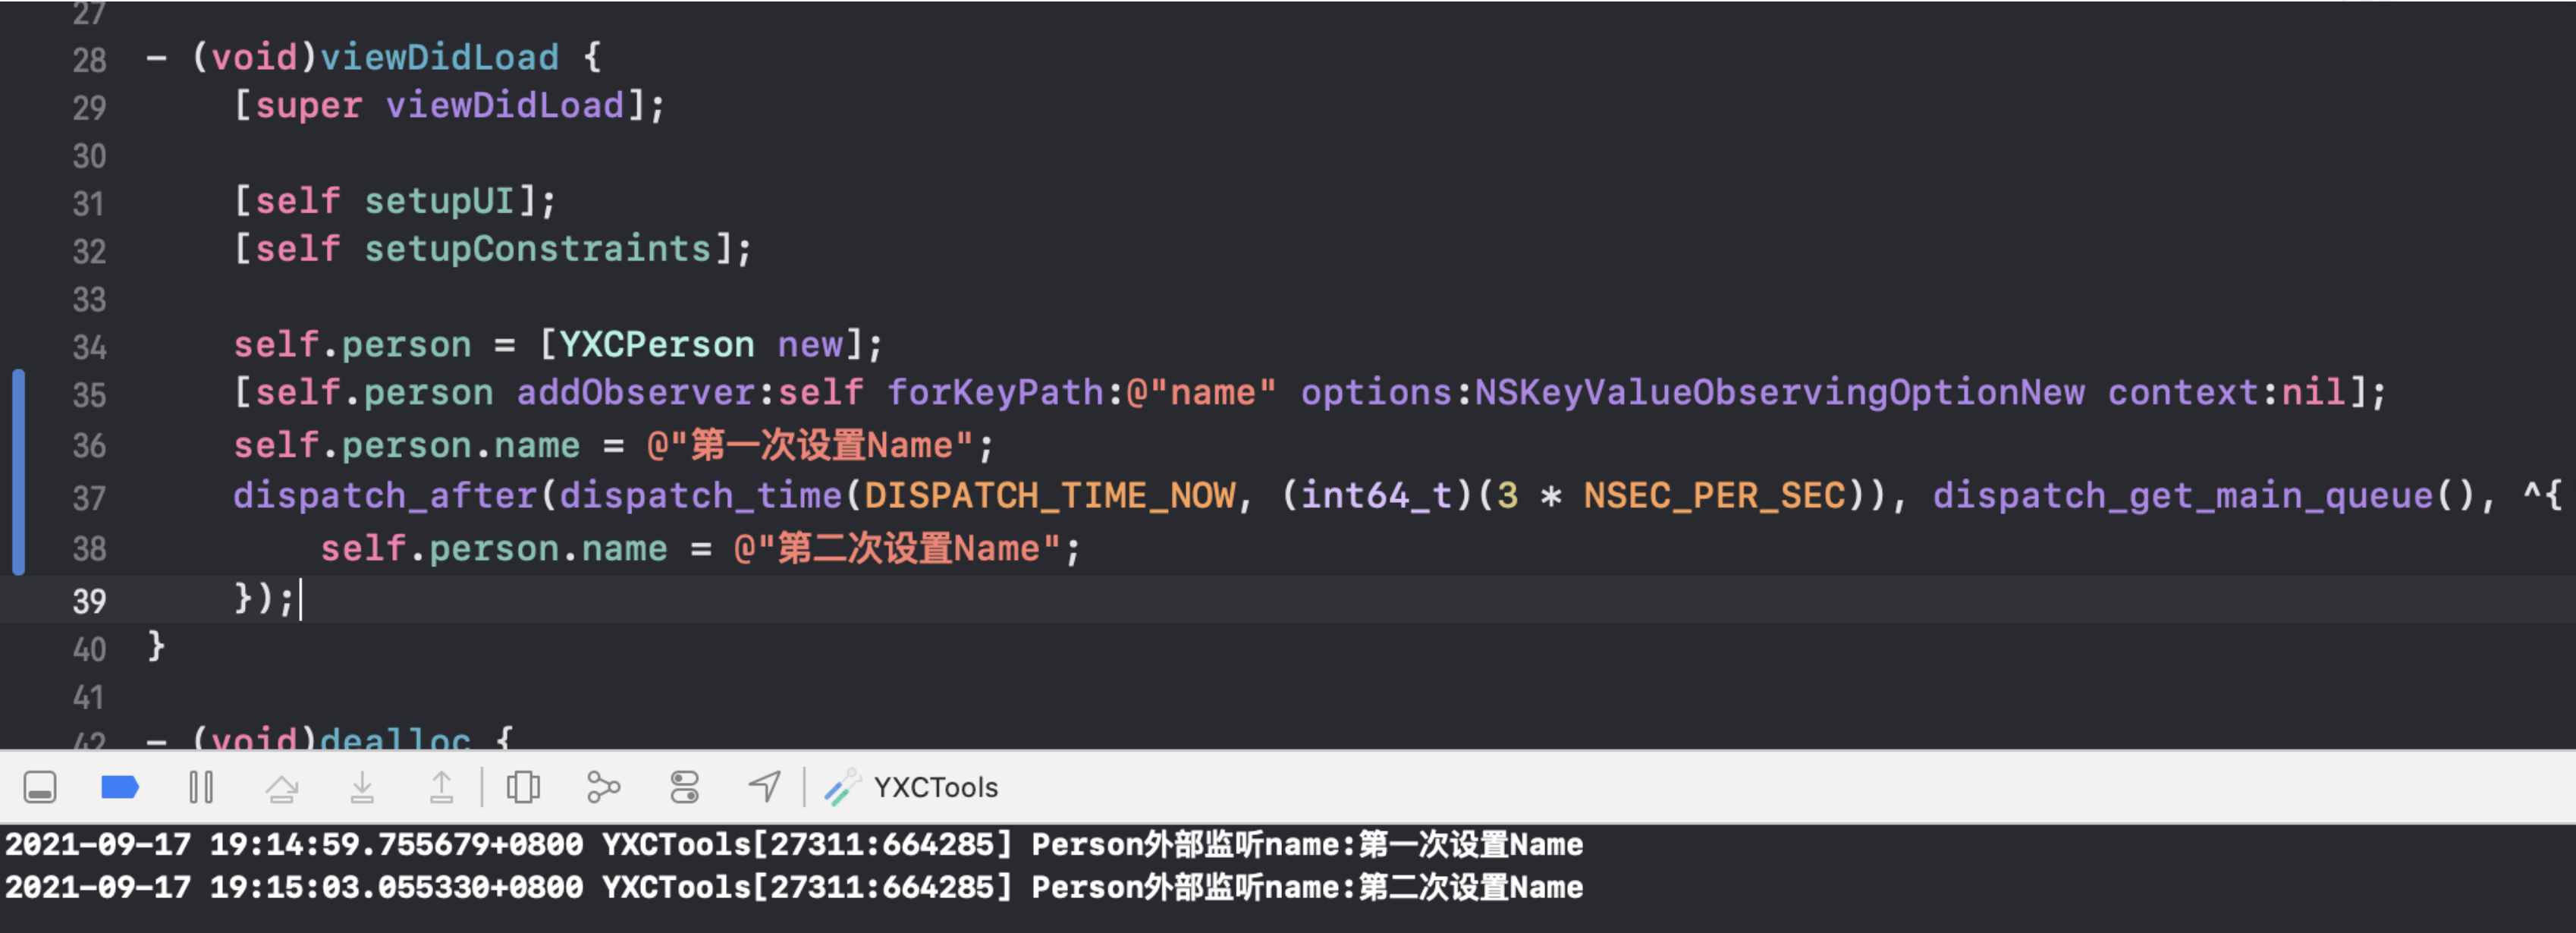 27
28 - (void)viewDidLoad {
29 [super viewDidLoad];
30
31 [self setupUI];
32 [self setupConstraints];
33
34 self.person = [YXCPerson new];
35 [self.person addObserver:self forKeyPath:@"name" options:NSKeyValueObservingOptionNew context:nil];
36 self.person.name = @"第一次设置Name";
37 dispatch_after(dispatch_time(DISPATCH_TIME_NOW, (int64_t)(3 * NSEC_PER_SEC)), dispatch_get_main_queue(), ^{
38 self.person.name = @"第二次设置Name";
39 });
40 }
41
42 - (void)dealloc {
YXCTools
2021-09-17 19:14:59.755679+0800 YXCTools[27311:664285] Person外部监听name:第一次设置Name
2021-09-17 19:15:03.055330+0800 YXCTools[27311:664285] Person外部监听name:第二次设置Name